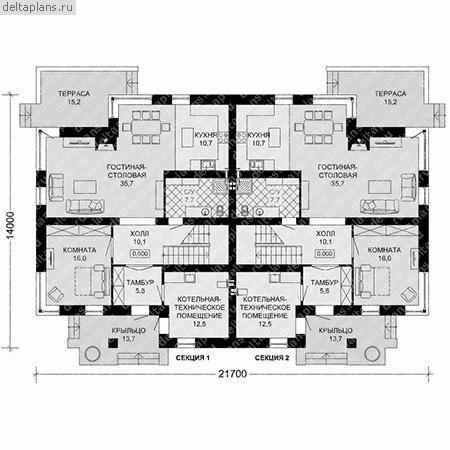 deltaplans.ru
ТЕРРАСА
15,2
ТЕРРАСА
15,2
КУХНЯ
10,7
КУХНЯ
10,7
ГОСТИНАЯ-
СТОЛОВАЯ
35,7
ГОСТИНАЯ-
СТОЛОВАЯ
35,7
С/У
7,7
С/У
7,7
14000
КОМНАТА
16,0
ХОЛЛ
10,1
0,000
ХОЛЛ
10,1
0,000
КОМНАТА
16,0
ТАМБУР
5,8
ТАМБУР
5,8
КОТЕЛЬНАЯ-
ТЕХНИЧЕСКОЕ
ПОМЕЩЕНИЕ
12,5
КОТЕЛЬНАЯ-
ТЕХНИЧЕСКОЕ
ПОМЕЩЕНИЕ
12,5
КРЫЛЬЦО
13,7
КРЫЛЬЦО
13,7
СЕКЦИЯ 1
СЕКЦИЯ 2
21700